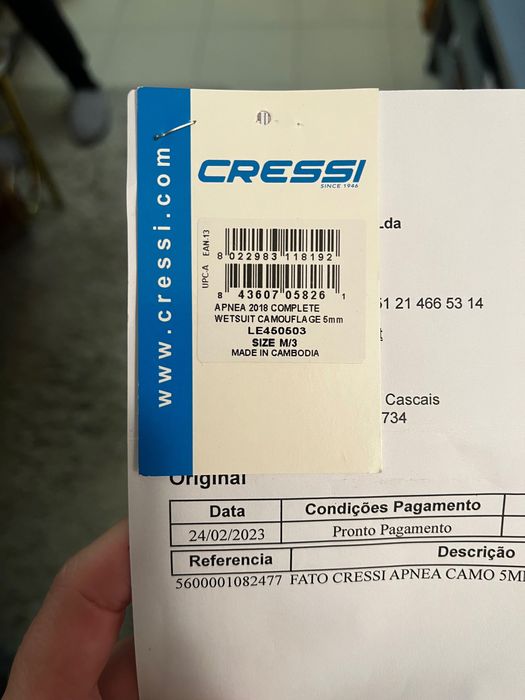 www.cressi.com
CRESSI
SINCE 1946
EAN-13
8 022983 118192
UPC-A
8 43607 05826 1
APNEA 2018 COMPLETE
WETSUIT CAMOUFLAGE 5mm
LE450503
SIZE M/3
MADE IN CAMBODIA
Lda
51 21 466 53 14
Cascais
734
Original
Data Condições Pagamento
24/02/2023 Pronto Pagamento
Referencia Descrição
5600001082477 FATO CRESSI APNEA CAMO 5M